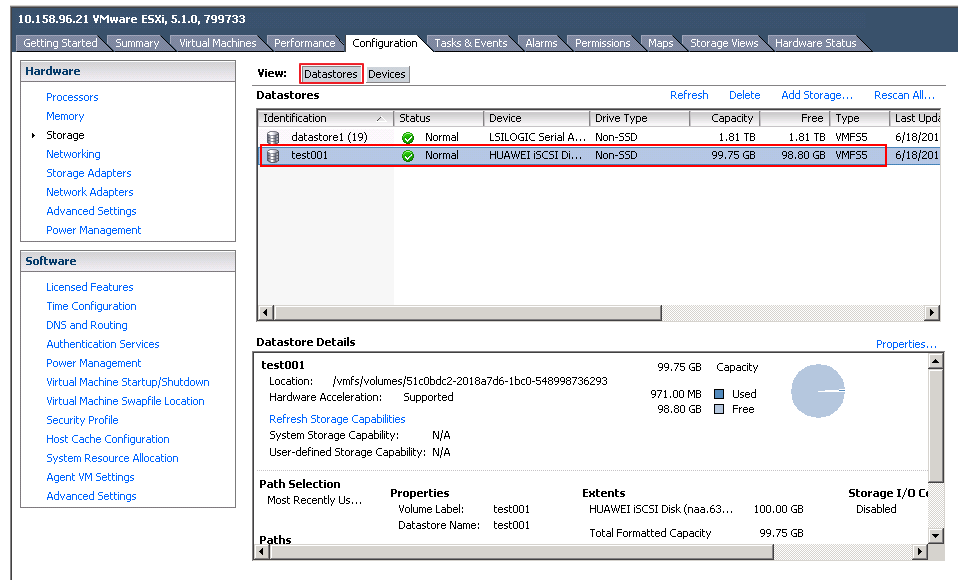 10.158.96.21 VMware ESXi, 5.1.0, 799733
Getting Started Summary Virtual Machines Performance Configuration Tasks & Events Alarms Permissions Maps Storage Views Hardware Status
Hardware
Processors
Memory
Storage
Networking
Storage Adapters
Network Adapters
Advanced Settings
Power Management
Software
Licensed Features
Time Configuration
DNS and Routing
Authentication Services
Power Management
Virtual Machine Startup/Shutdown
Virtual Machine Swapfile Location
Security Profile
Host Cache Configuration
System Resource Allocation
Agent VM Settings
Advanced Settings
View: Datastores Devices
Datastores Refresh Delete Add Storage... Rescan All...
Identification Status Device Drive Type Capacity Free Type Last Upda
datastore1 (19) Normal LSILOGIC Serial A... Non-SSD 1.81 TB 1.81 TB VMFS5 6/18/201
test001 Normal HUAWEI iSCSI Di... Non-SSD 99.75 GB 98.80 GB VMFS5 6/18/201
Datastore Details Properties...
test001 99.75 GB Capacity
Location: /vmfs/volumes/51c0bdc2-2018a7d6-1bc0-548998736293
Hardware Acceleration: Supported 971.00 MB Used
98.80 GB Free
Refresh Storage Capabilities
System Storage Capability: N/A
User-defined Storage Capability: N/A
Path Selection
Most Recently Us...
Paths
Properties
Volume Label: test001
Datastore Name: test001
Extents
HUAWEI iSCSI Disk (naa.63... 100.00 GB
Total Formatted Capacity 99.75 GB
Storage I/O Co
Disabled